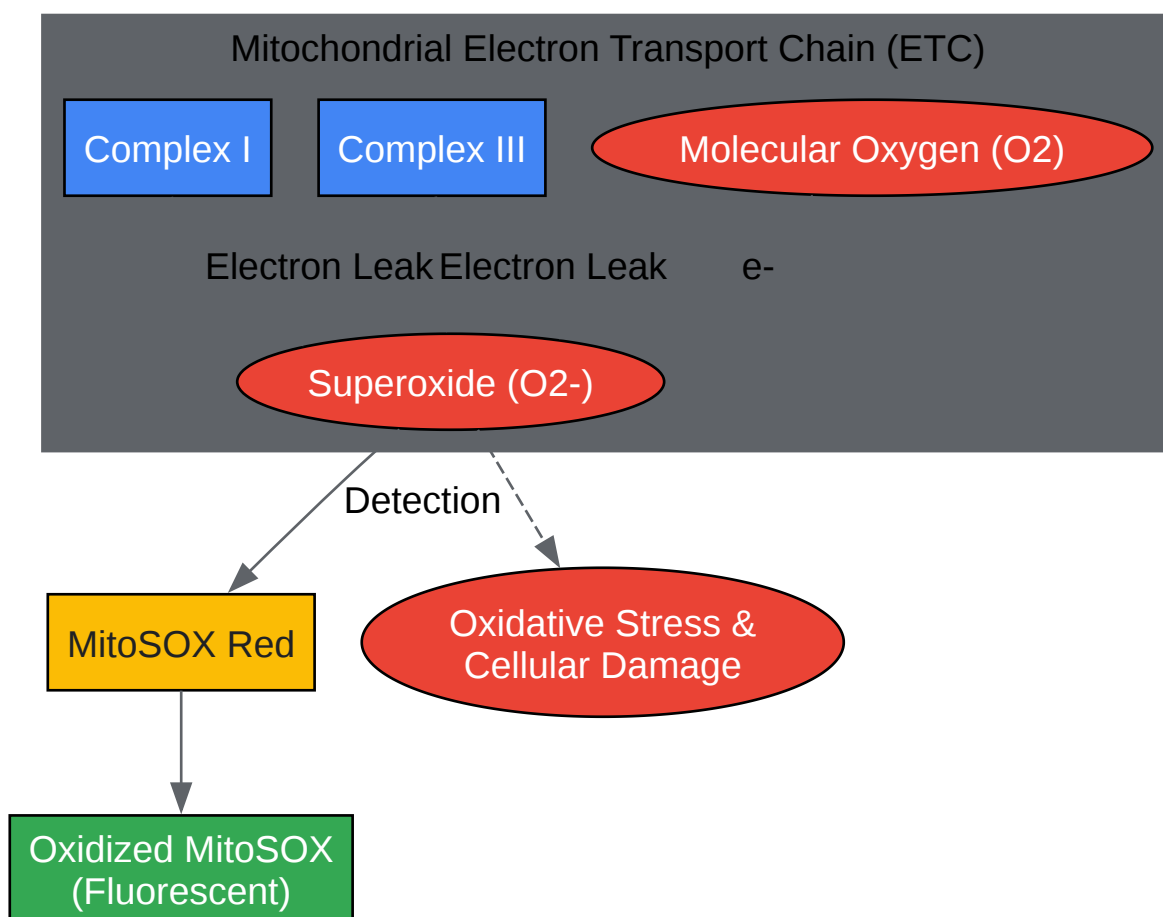 Mitochondrial Electron Transport Chain (ETC)
Complex I
Complex III
Molecular Oxygen (O2)
Electron Leak
Electron Leak
e-
Superoxide (O2-)
Detection
MitoSOX Red
Oxidative Stress &
Cellular Damage
Oxidized MitoSOX
(Fluorescent)